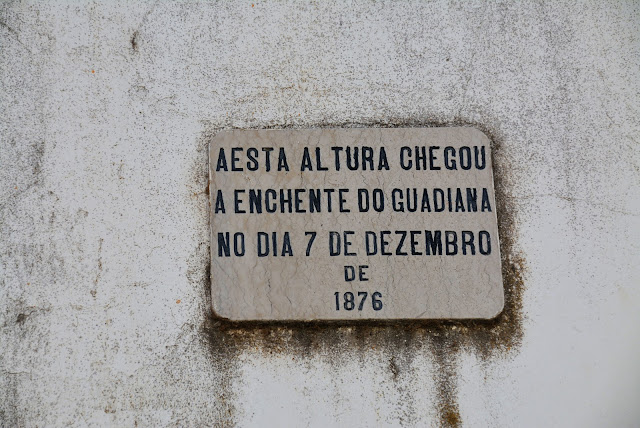 AESTA ALTURA CHEGOU
A ENCHENTE DO GUADIANA
NO DIA 7 DE DEZEMBRO
DE
1876